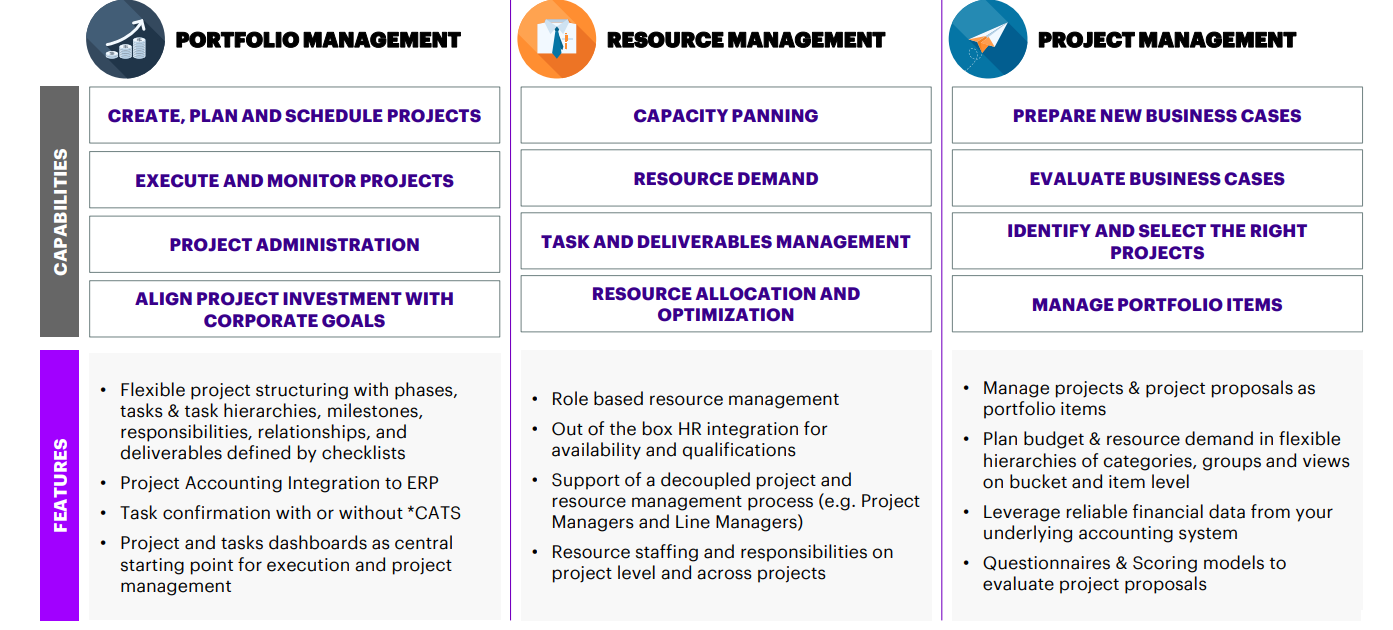 PORTFOLIO MANAGEMENT
RESOURCE MANAGEMENT
PROJECT MANAGEMENT
CAPABILITIES
CREATE, PLAN AND SCHEDULE PROJECTS
EXECUTE AND MONITOR PROJECTS
PROJECT ADMINISTRATION
ALIGN PROJECT INVESTMENT WITH
CORPORATE GOALS
CAPACITY PANNING
RESOURCE DEMAND
TASK AND DELIVERABLES MANAGEMENT
RESOURCE ALLOCATION AND
OPTIMIZATION
PREPARE NEW BUSINESS CASES
EVALUATE BUSINESS CASES
IDENTIFY AND SELECT THE RIGHT
PROJECTS
MANAGE PORTFOLIO ITEMS
FEATURES
• Flexible project structuring with phases,
tasks & task hierarchies, milestones,
responsibilities, relationships, and
deliverables defined by checklists
• Project Accounting Integration to ERP
• Task confirmation with or without *CATS
• Project and tasks dashboards as central
starting point for execution and project
management
• Role based resource management
• Out of the box HR integration for
availability and qualifications
• Support of a decoupled project and
resource management process (e.g. Project
Managers and Line Managers)
• Resource staffing and responsibilities on
project level and across projects
• Manage projects & project proposals as
portfolio items
• Plan budget & resource demand in flexible
hierarchies of categories, groups and views
on bucket and item level
• Leverage reliable financial data from your
underlying accounting system
• Questionnaires & Scoring models to
evaluate project proposals